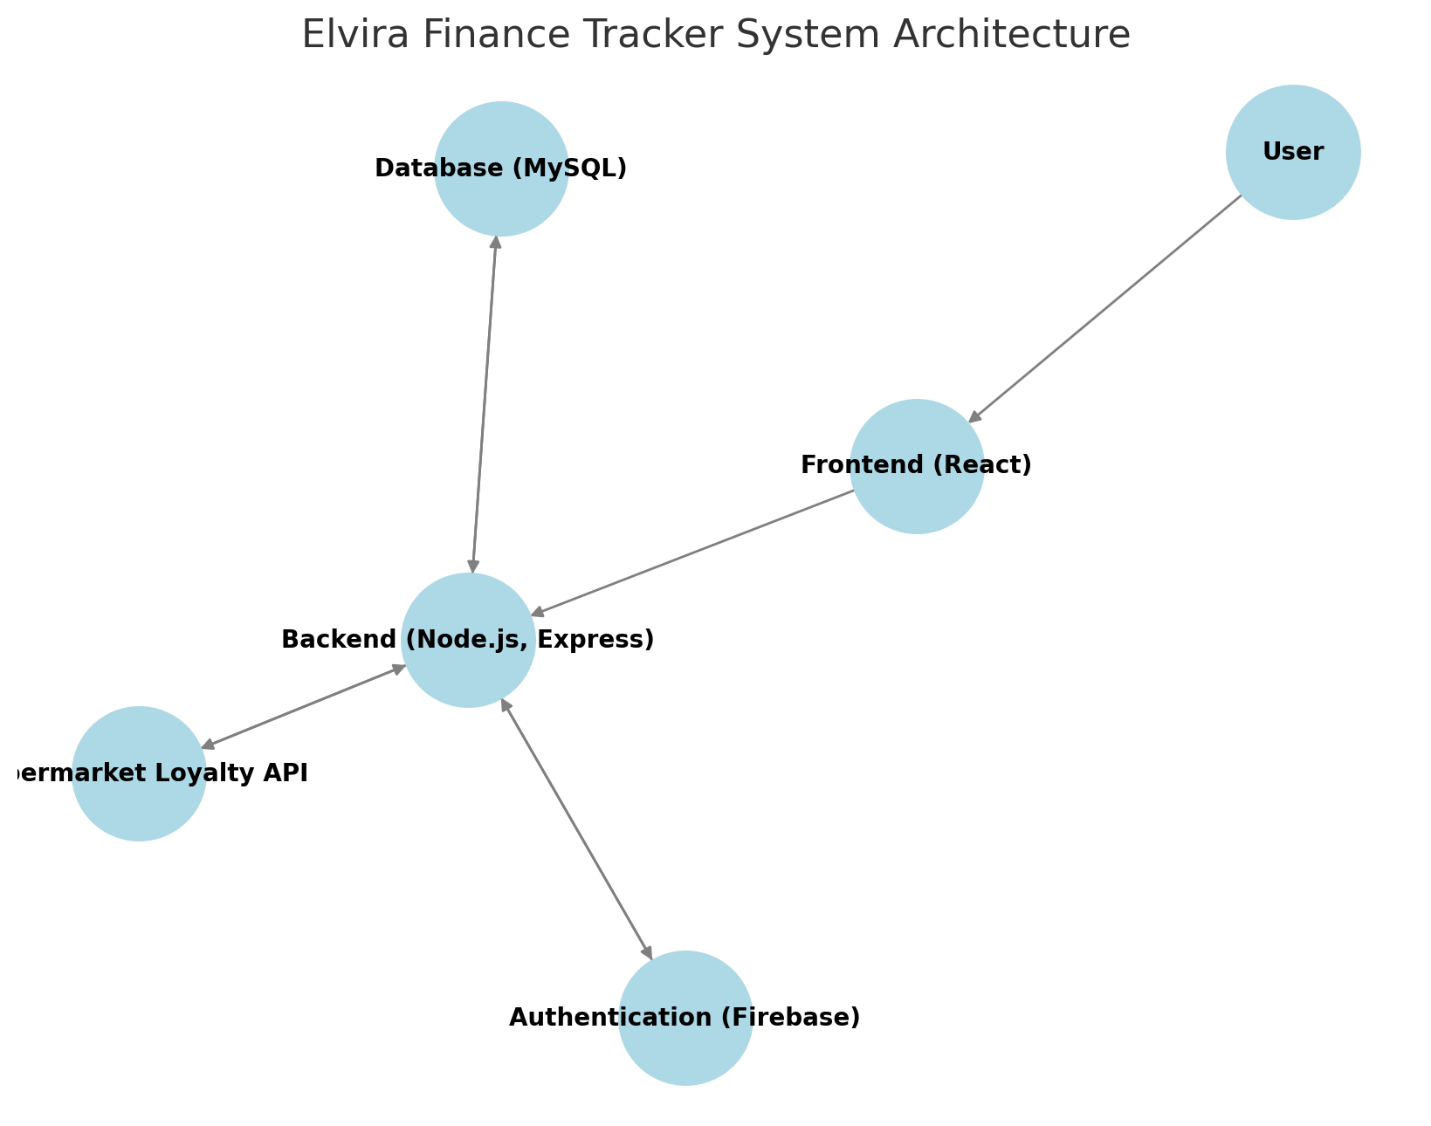 Elvira Finance Tracker System Architecture
Database (MySQL)
User
Frontend (React)
Backend (Node.js, Express)
Loyalty API
Authentication (Firebase)